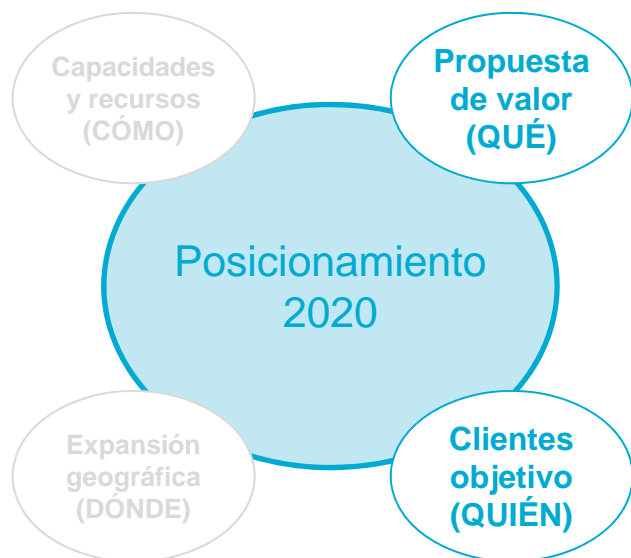 Capacidades
y recursos
(CÓMO)
Propuesta
de valor
(QUÉ)
Posicionamiento
2020
Expansión
geográfica
(DÓNDE)
Clientes
objetivo
(QUIÉN)